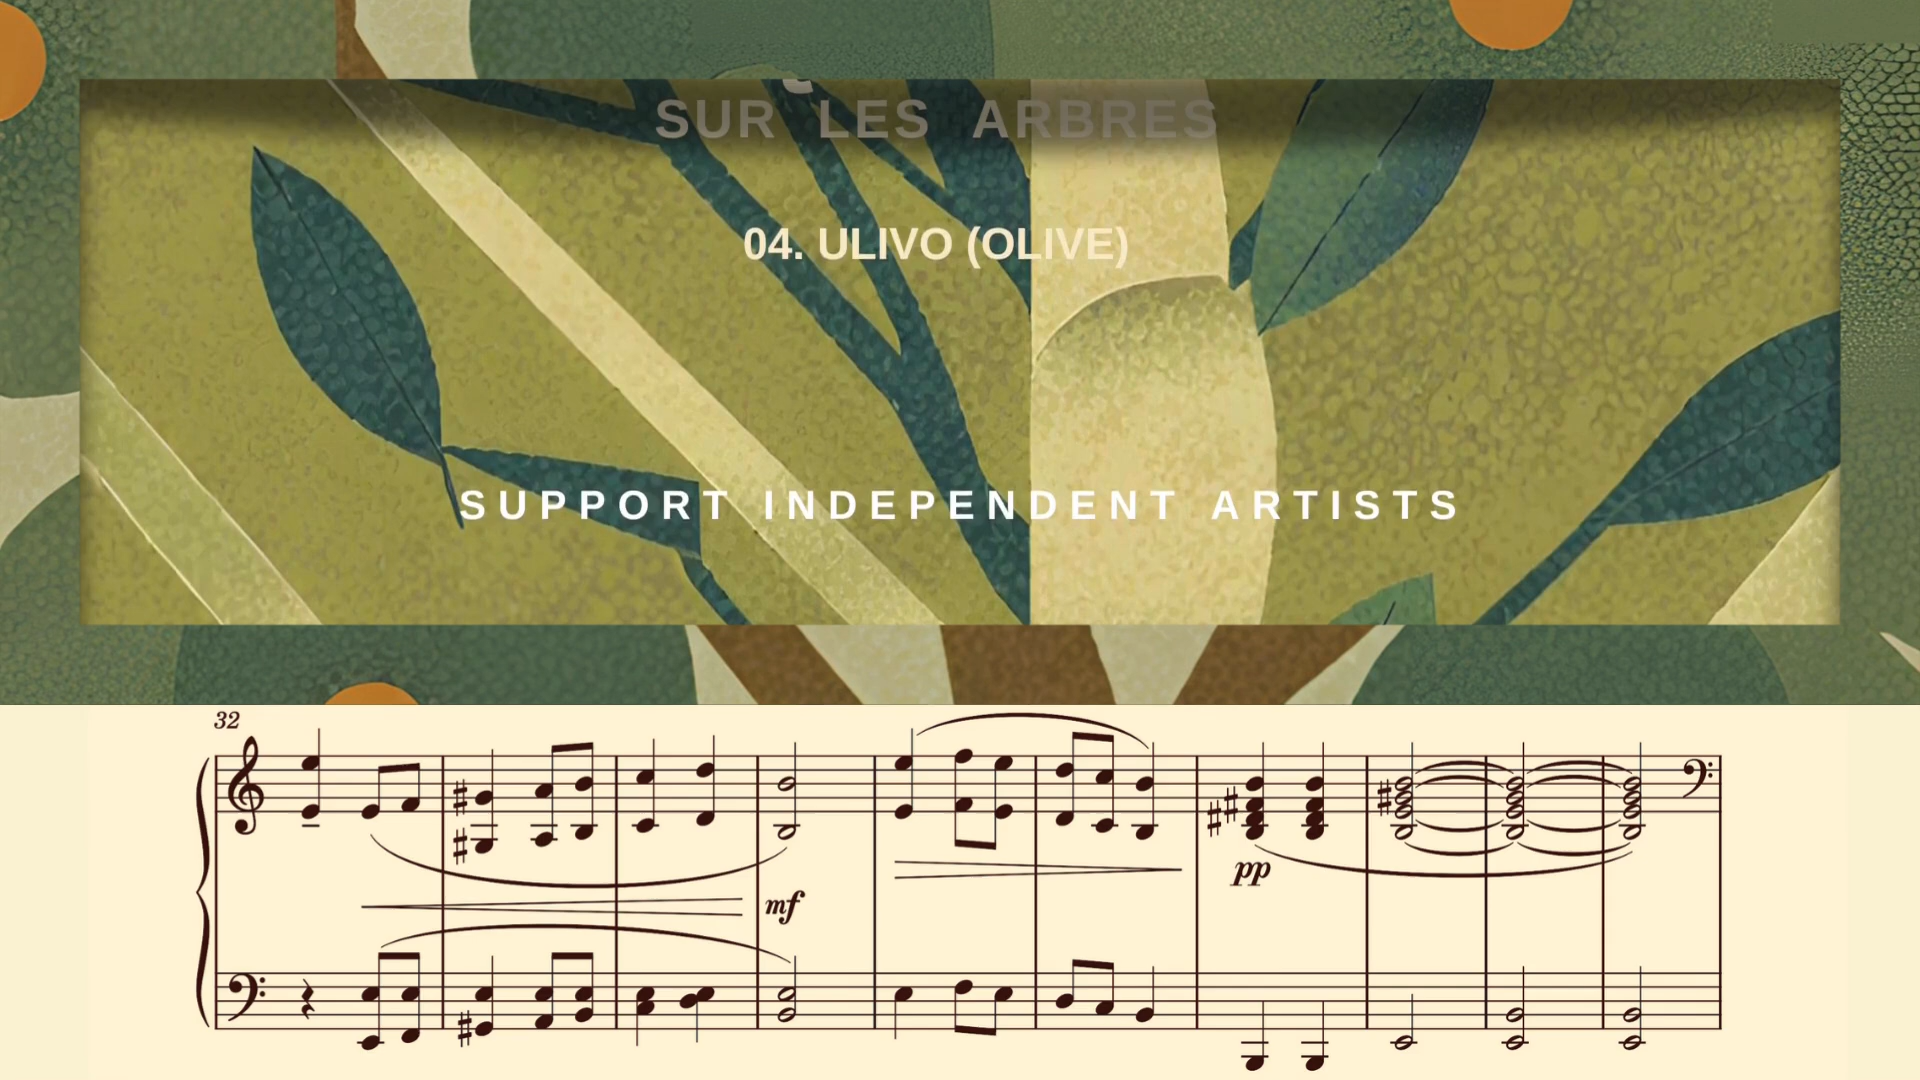 SUR LES ARBRES
04. ULIVO (OLIVE)
SUPPORT INDEPENDENT ARTISTS
32
mf
pp